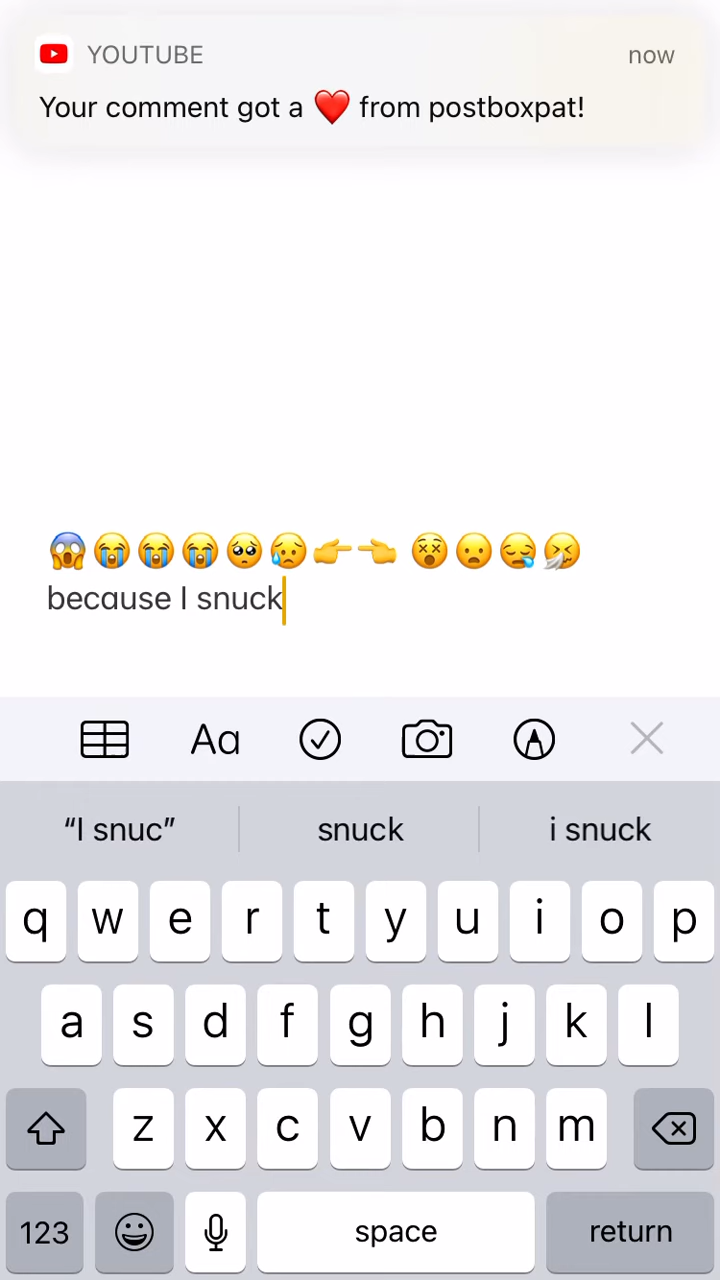 YOUTUBE now
Your comment got a ❤️ from postboxpat!
😱😭😭😭🥺😥👉👈 😵😦😪🤧
because I snuck
Aa
“I snuc” snuck i snuck
q w e r t y u i o p
a s d f g h j k l
z x c v b n m
123 space return